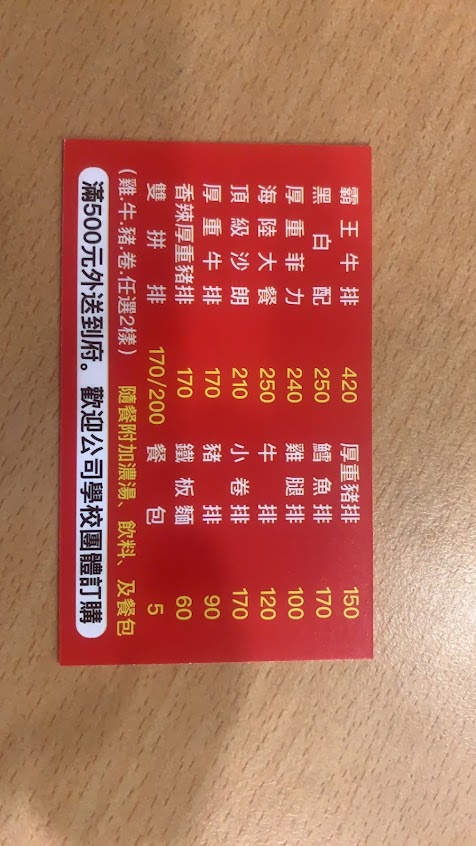 霸王牛排 420 厚重豬排 150
黑白配 250 鱈魚排 170
厚重菲力 240 雞腿排 100
海陸大餐 250 牛排 120
頂級沙朗 210 小卷排 170
厚重牛排 170 豬排 90
香辣厚重豬排 170 鐵板麵 60
雙拼排 170/200 餐包 5
(雞.牛.豬.卷.任選2樣) 隨餐附加濃湯、飲料、及餐包
滿500元外送到府。歡迎公司學校團體訂購